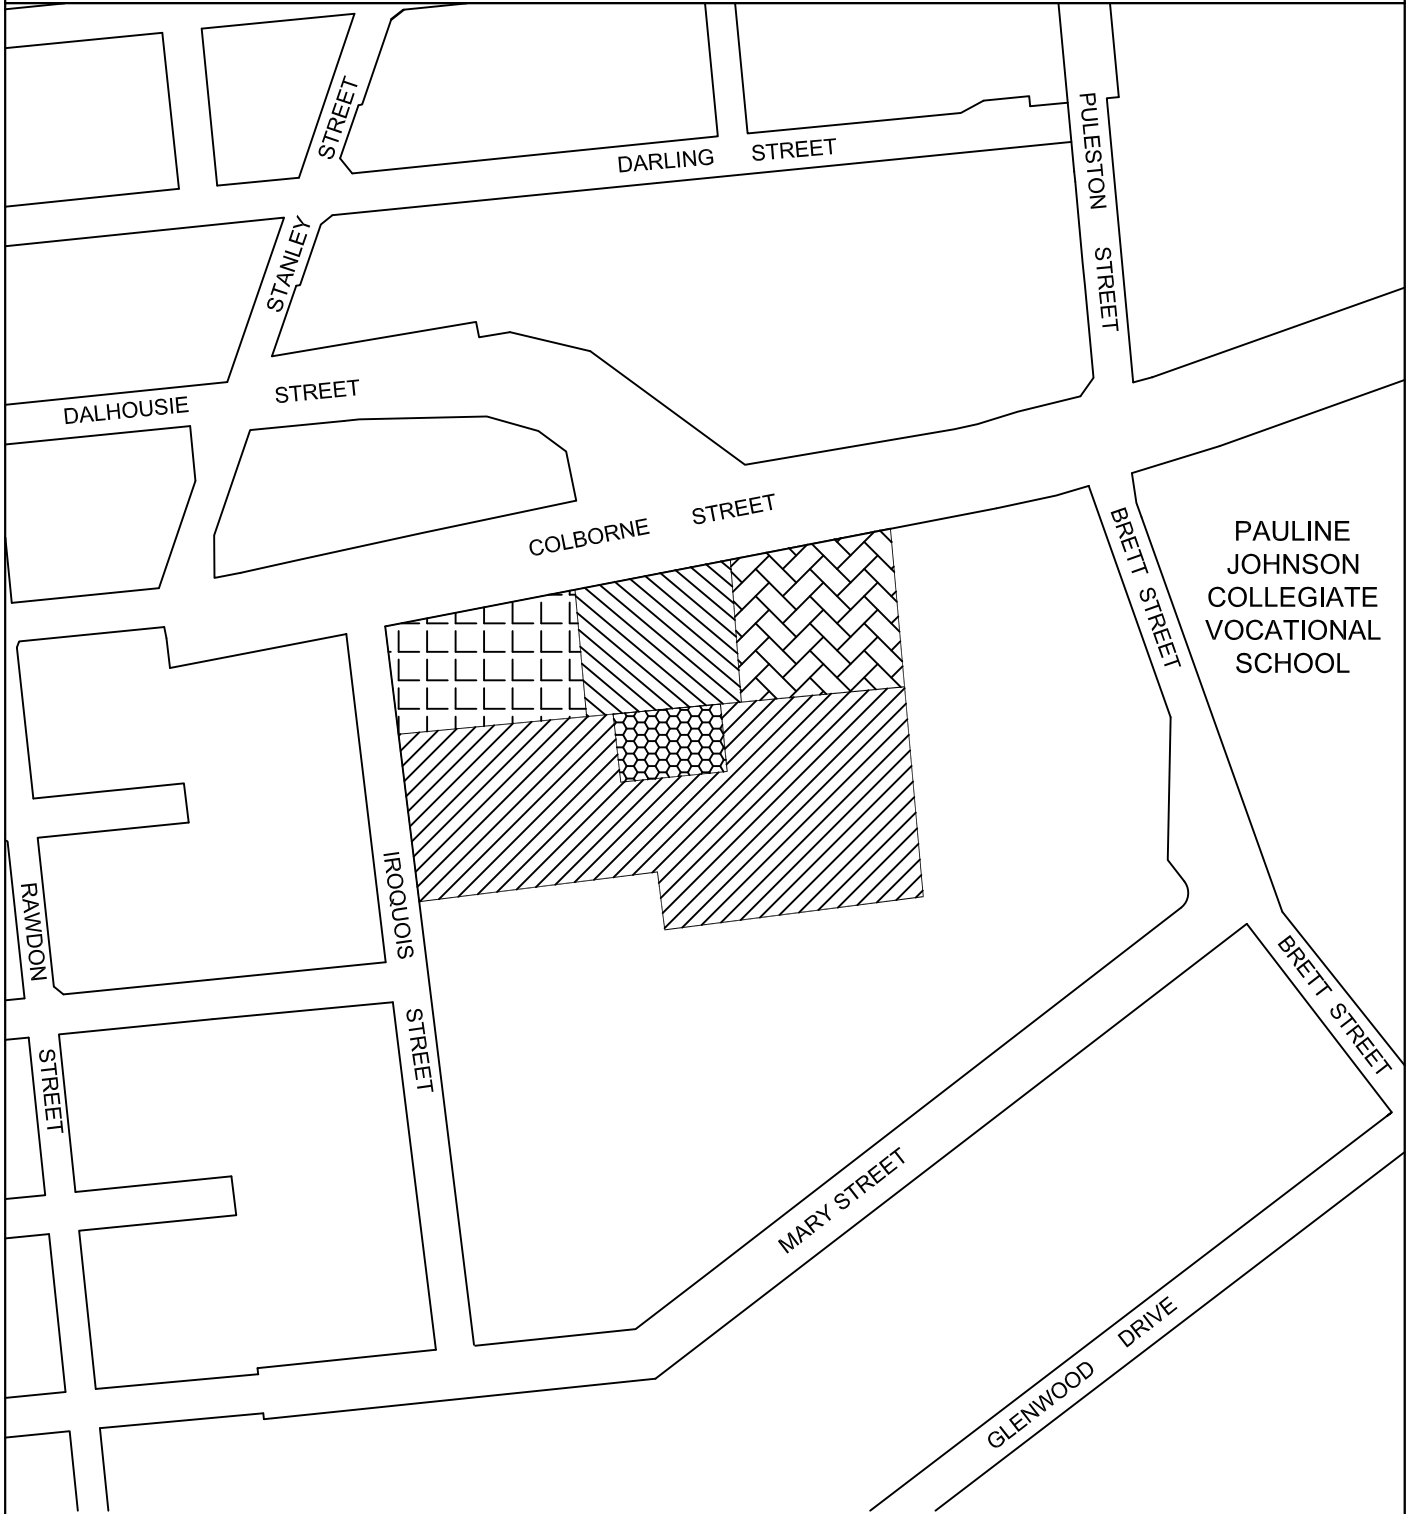 STANLEY STREET
DARLING STREET
PULESTON STREET
DALHOUSIE STREET
COLBORNE STREET
BRETT STREET
PAULINE
JOHNSON
COLLEGIATE
VOCATIONAL
SCHOOL
RAWDON STREET
IROQUOIS STREET
BRETT STREET
MARY STREET
GLENWOOD DRIVE